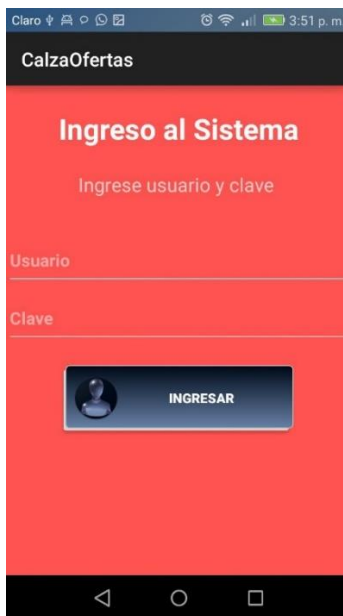 Claro 3:51 p. m.
CalzaOfertas
Ingreso al Sistema
Ingrese usuario y clave
Usuario
Clave
INGRESAR